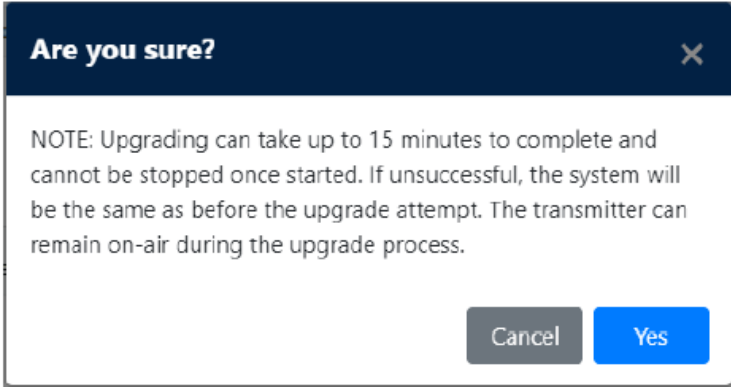 Are you sure?
NOTE: Upgrading can take up to 15 minutes to complete and
cannot be stopped once started. If unsuccessful, the system will
be the same as before the upgrade attempt. The transmitter can
remain on-air during the upgrade process.
Cancel Yes